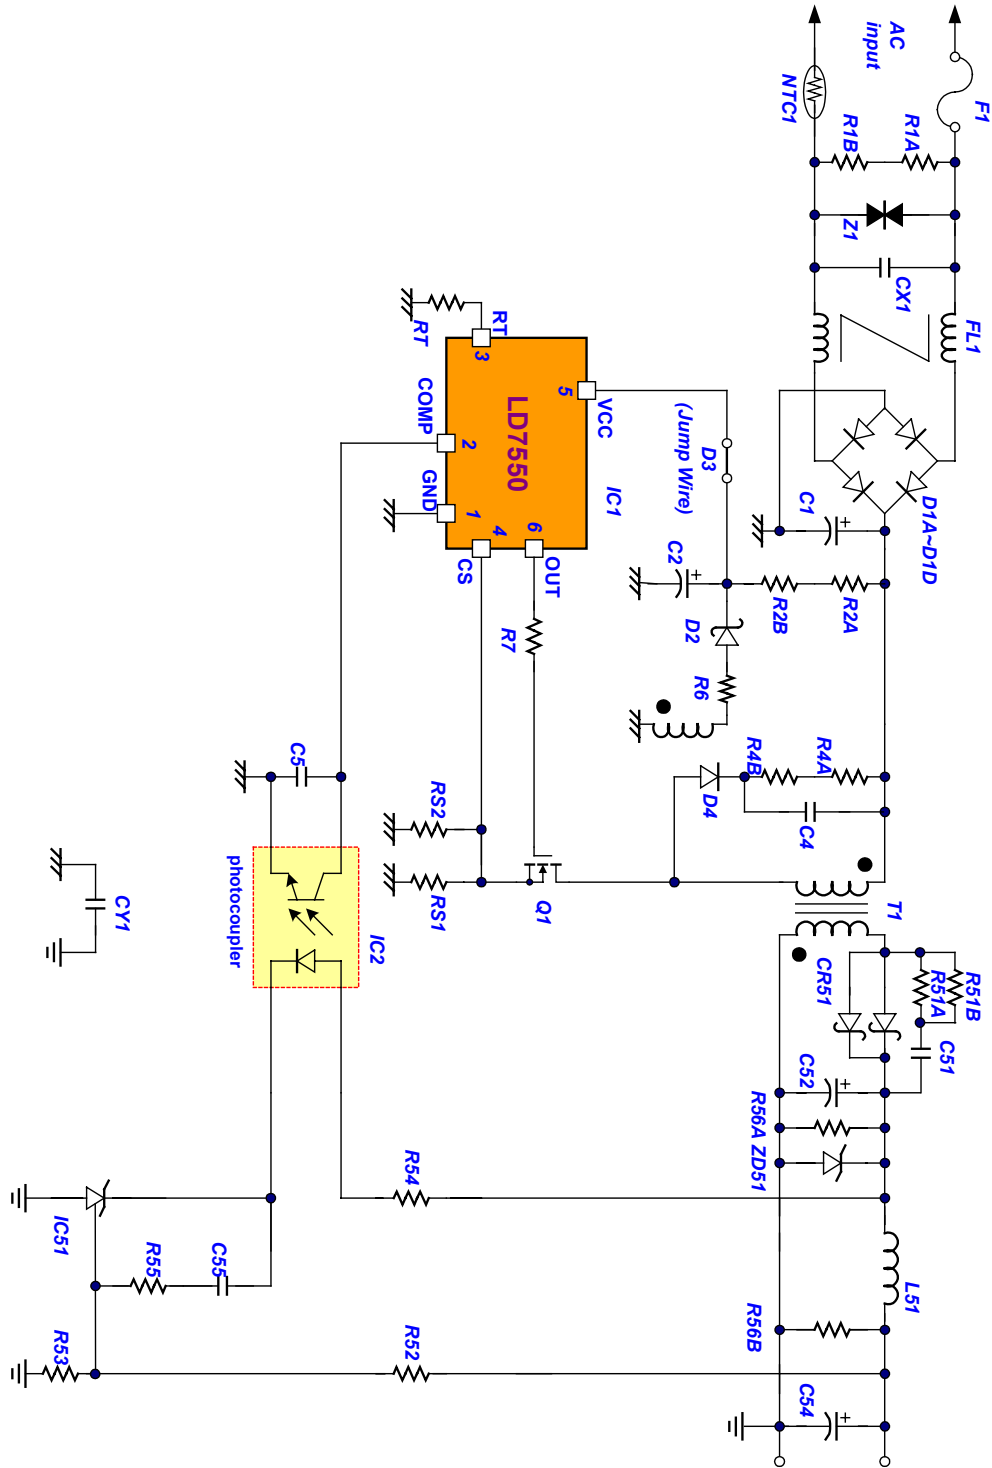 AC
input
F1
NTC1
R1A
R1B
Z1
CX1
FL1
D1A~D1D
C1
R2A
R2B
C2
D2
R6
D3
(Jump Wire)
R4A
R4B
C4
D4
T1
CR51
R51A
R51B
C51
C52
R56A
ZD51
L51
R56B
C54
IC1
LD7550
VCC
5
RT
3
RT
COMP
2
GND
1
CS
4
OUT
6
R7
Q1
RS2
RS1
C5
photocoupler
IC2
CY1
R54
R52
IC51
R55
C55
R53
+
+
+
+